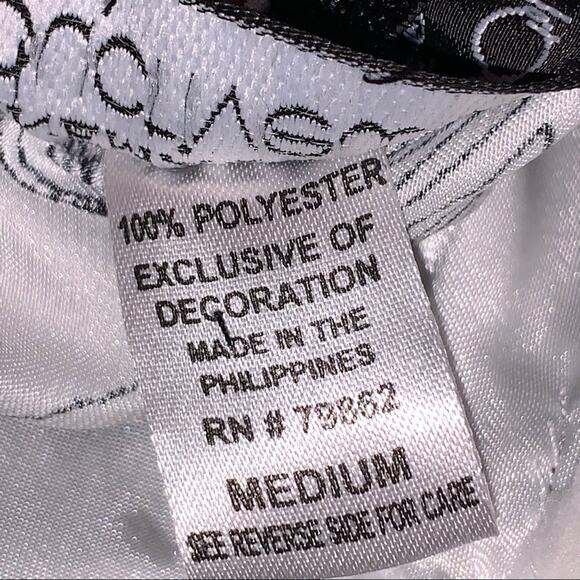 100% POLYESTER
EXCLUSIVE OF
DECORATION
MADE IN THE
PHILIPPINES
RN # 79862
MEDIUM
SEE REVERSE SIDE FOR CARE